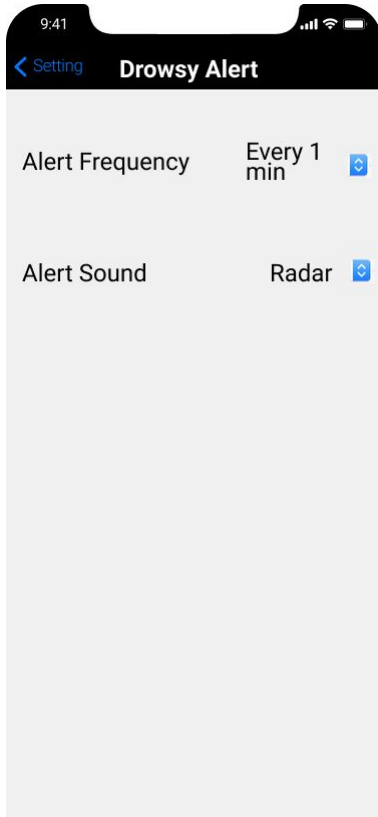 9:41
Setting
Drowsy Alert
Alert Frequency
Every 1
min
Alert Sound
Radar